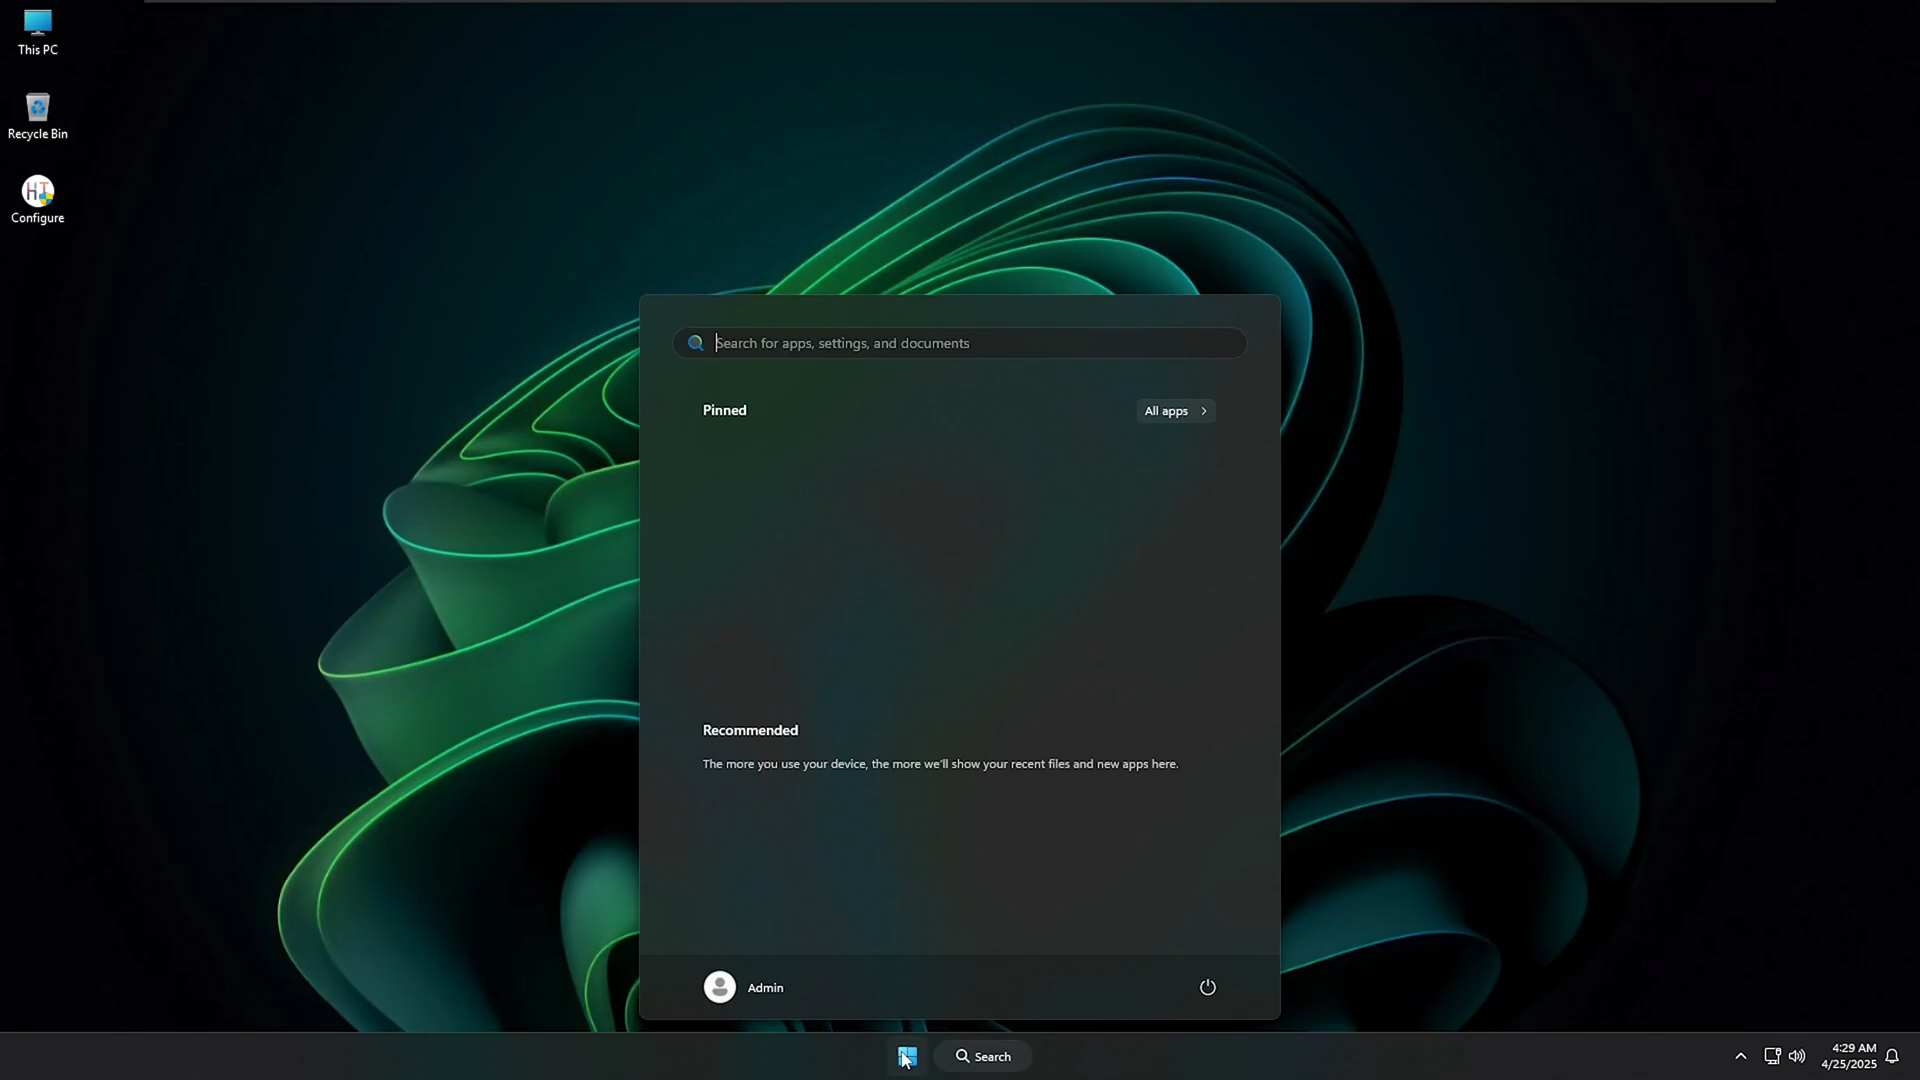 This PC
Recycle Bin
HT
Configure
Search for apps, settings, and documents
Pinned
All apps
Recommended
The more you use your device, the more we'll show your recent files and new apps here.
Admin
Search
4:29 AM
4/25/2025